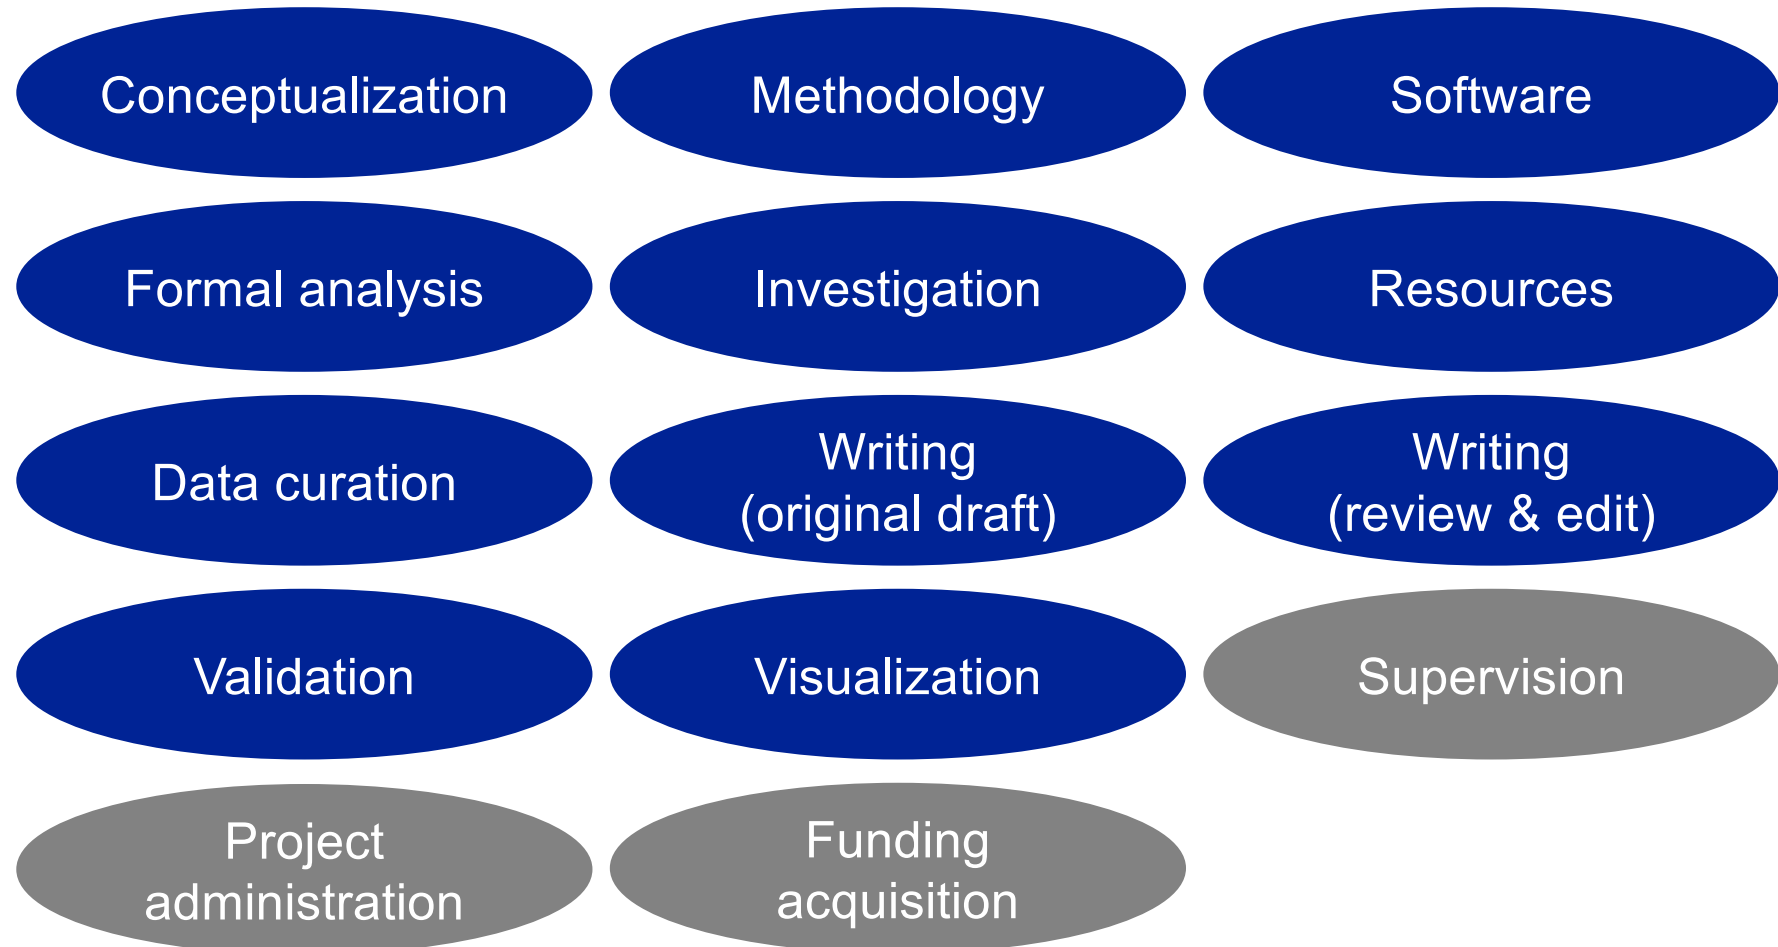 Conceptualization
Methodology
Software
Formal analysis
Investigation
Resources
Data curation
Writing
(original draft)
Writing
(review & edit)
Validation
Visualization
Supervision
Project
administration
Funding
acquisition